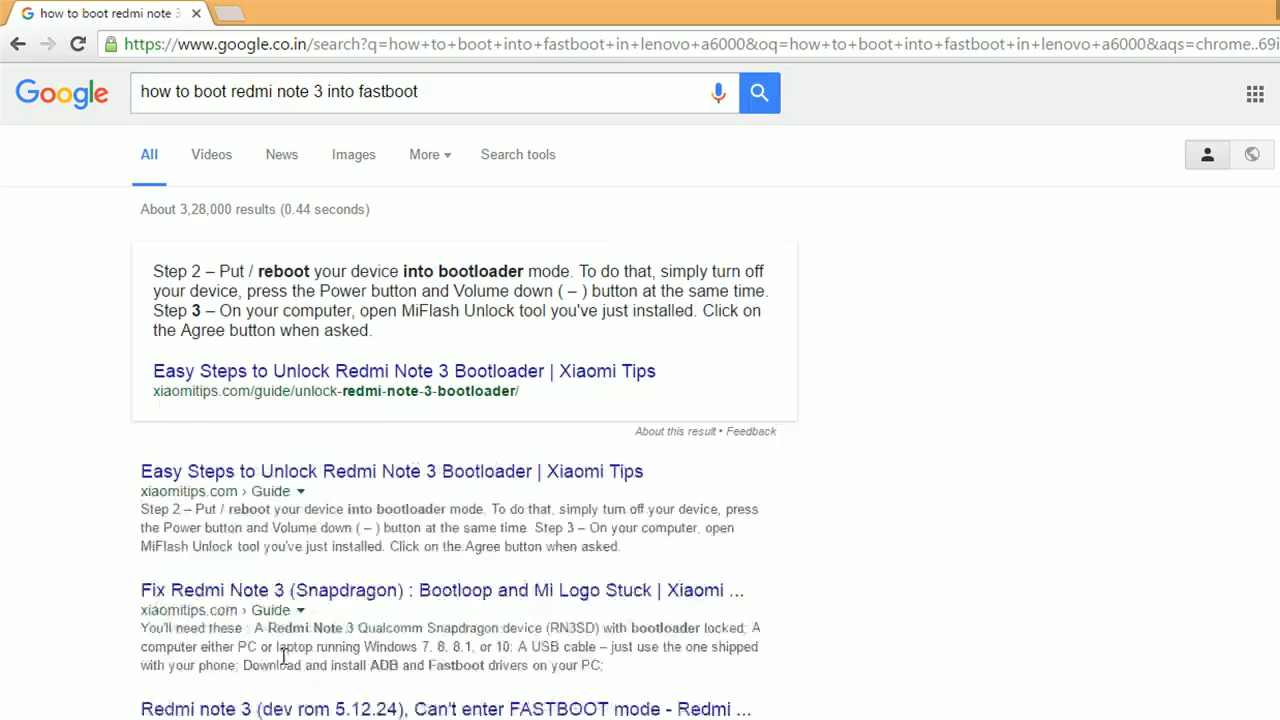 how to boot redmi note 3
https://www.google.co.in/search?q=how+to+boot+into+fastboot+in+lenovo+a6000&oq=how+to+boot+into+fastboot+in+lenovo+a6000&aqs=chrome..69i
Google
how to boot redmi note 3 into fastboot
All Videos News Images More Search tools
About 3,28,000 results (0.44 seconds)
Step 2 – Put / reboot your device into bootloader mode. To do that, simply turn off
your device, press the Power button and Volume down ( – ) button at the same time.
Step 3 – On your computer, open MiFlash Unlock tool you've just installed. Click on
the Agree button when asked.
Easy Steps to Unlock Redmi Note 3 Bootloader | Xiaomi Tips
xiaomitips.com/guide/unlock-redmi-note-3-bootloader/
About this result • Feedback
Easy Steps to Unlock Redmi Note 3 Bootloader | Xiaomi Tips
xiaomitips.com › Guide
Step 2 – Put / reboot your device into bootloader mode. To do that, simply turn off your device, press
the Power button and Volume down ( – ) button at the same time. Step 3 – On your computer, open
MiFlash Unlock tool you've just installed. Click on the Agree button when asked.
Fix Redmi Note 3 (Snapdragon) : Bootloop and Mi Logo Stuck | Xiaomi ...
xiaomitips.com › Guide
You'll need these : A Redmi Note 3 Qualcomm Snapdragon device (RN3SD) with bootloader locked; A
computer either PC or laptop running Windows 7, 8, 8.1, or 10; A USB cable – just use the one shipped
with your phone; Download and install ADB and Fastboot drivers on your PC;
Redmi note 3 (dev rom 5.12.24), Can't enter FASTBOOT mode - Redmi ...